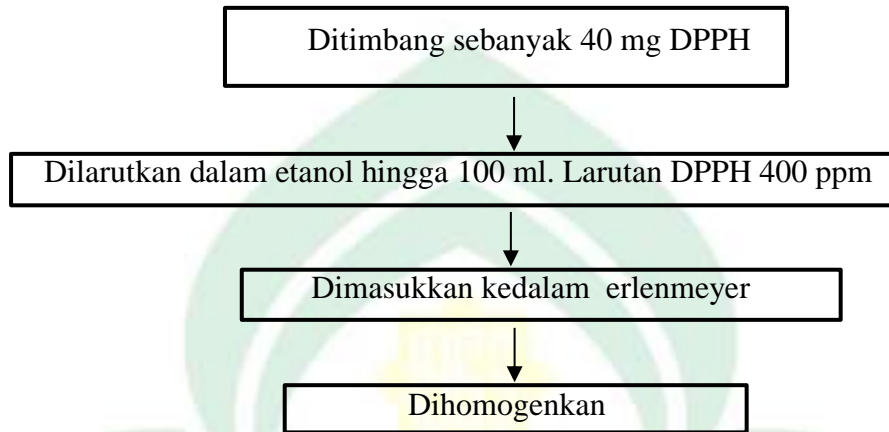 Ditimbang sebanyak 40 mg DPPH
Dilarutkan dalam etanol hingga 100 ml. Larutan DPPH 400 ppm
Dimasukkan kedalam erlenmeyer
Dihomogenkan